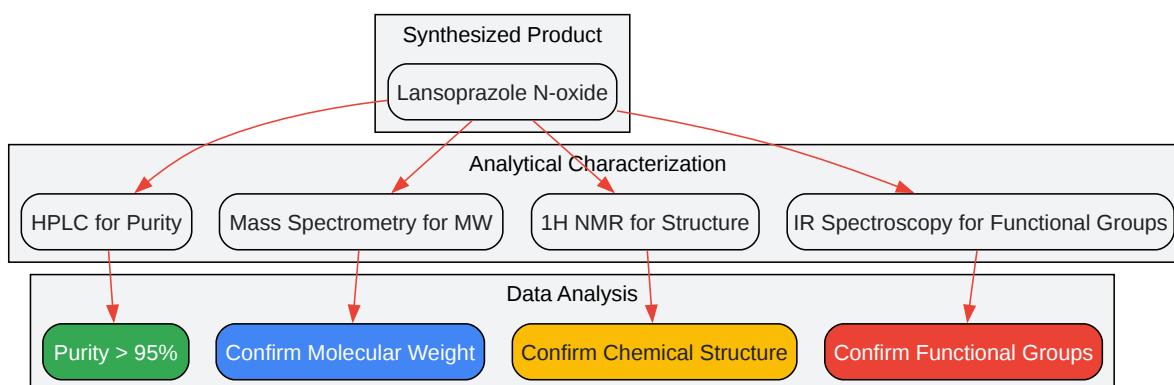 Synthesized Product
Lansoprazole N-oxide
Analytical Characterization
HPLC for Purity
Mass Spectrometry for MW
1H NMR for Structure
IR Spectroscopy for Functional Groups
Data Analysis
Purity > 95%
Confirm Molecular Weight
Confirm Chemical Structure
Confirm Functional Groups